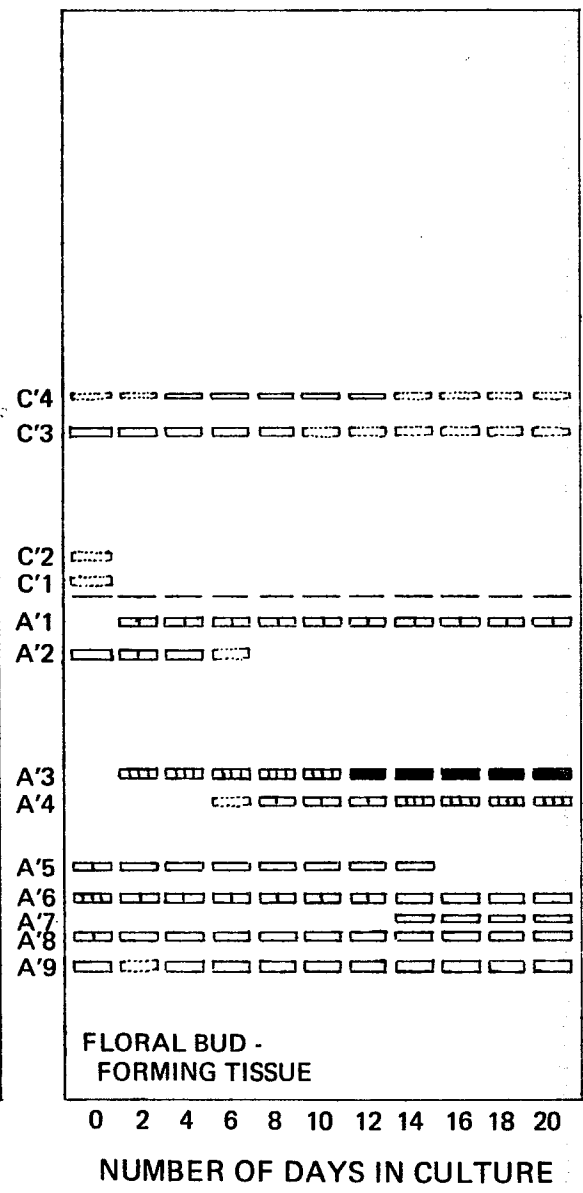 C'4
C'3
C'2
C'1
A'1
A'2
A'3
A'4
A'5
A'6
A'7
A'8
A'9
FLORAL BUD -
FORMING TISSUE
0 2 4 6 8 10 12 14 16 18 20
NUMBER OF DAYS IN CULTURE